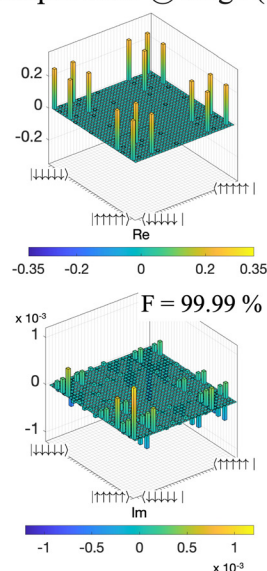 0.2
0
-0.2
|↓↓↓↓↓⟩
⟨↑↑↑↑↑|
|↑↑↑↑↑⟩ ⟨↓↓↓↓↓|
Re
-0.35 -0.2 0 0.2 0.35
x 10⁻³
F = 99.99 %
1
0
-1
|↓↓↓↓↓⟩
⟨↑↑↑↑↑|
|↑↑↑↑↑⟩ ⟨↓↓↓↓↓|
Im
-1 -0.5 0 0.5 1
x 10⁻³